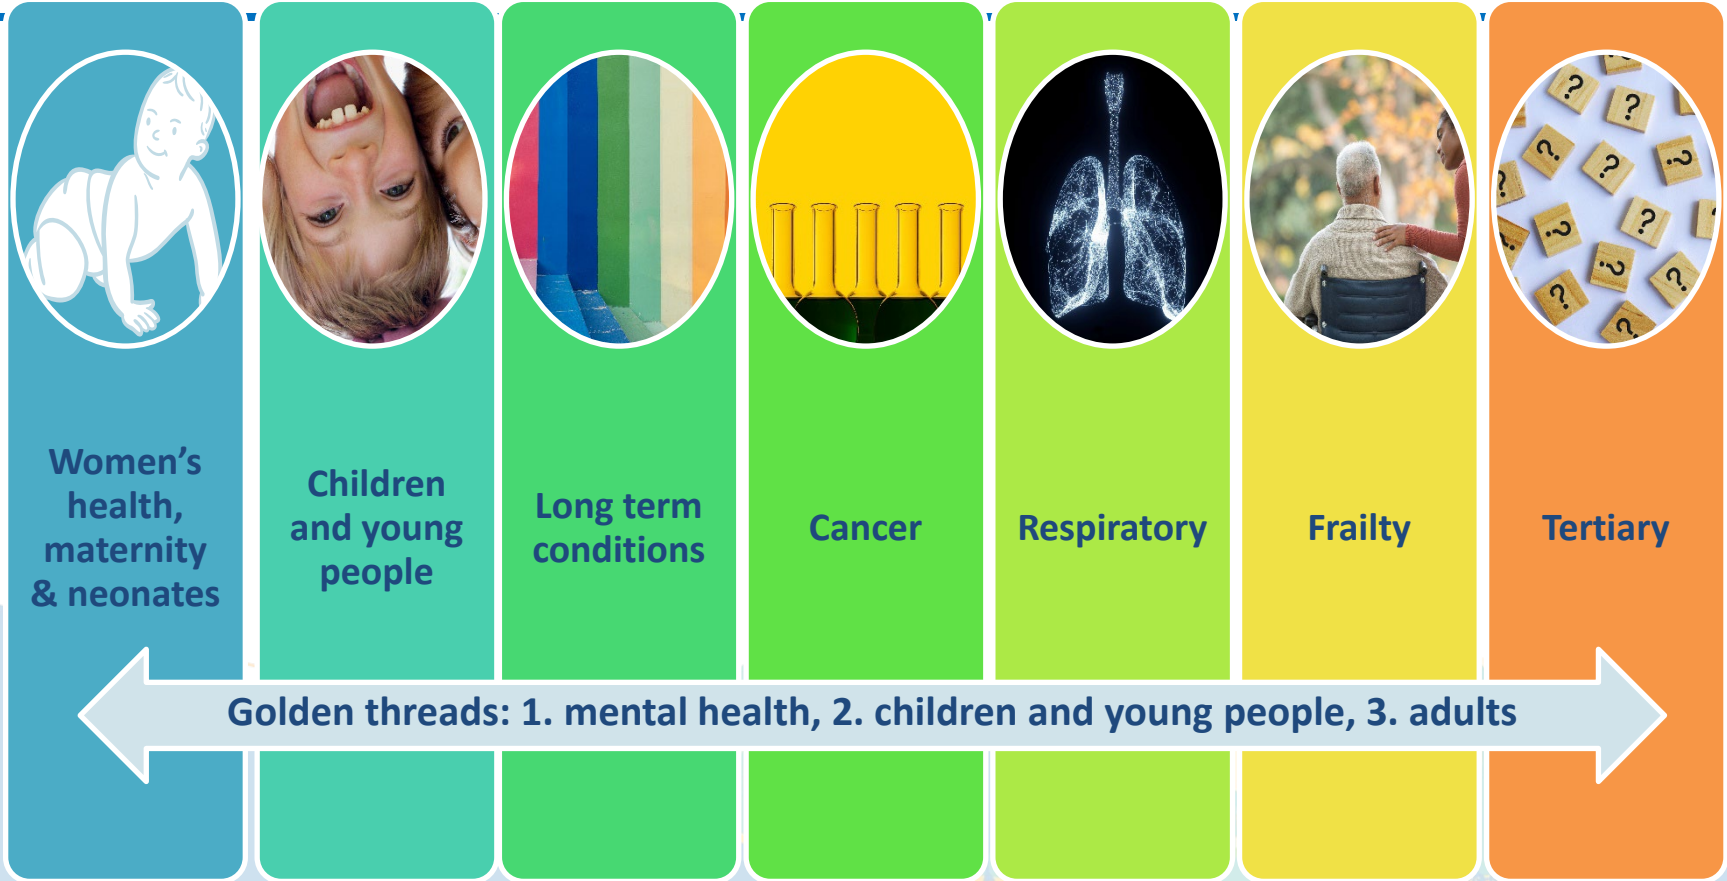 Women’s
health,
maternity
& neonates
Children
and young
people
Long term
conditions
Cancer
Respiratory
Frailty
Tertiary
Golden threads: 1. mental health, 2. children and young people, 3. adults